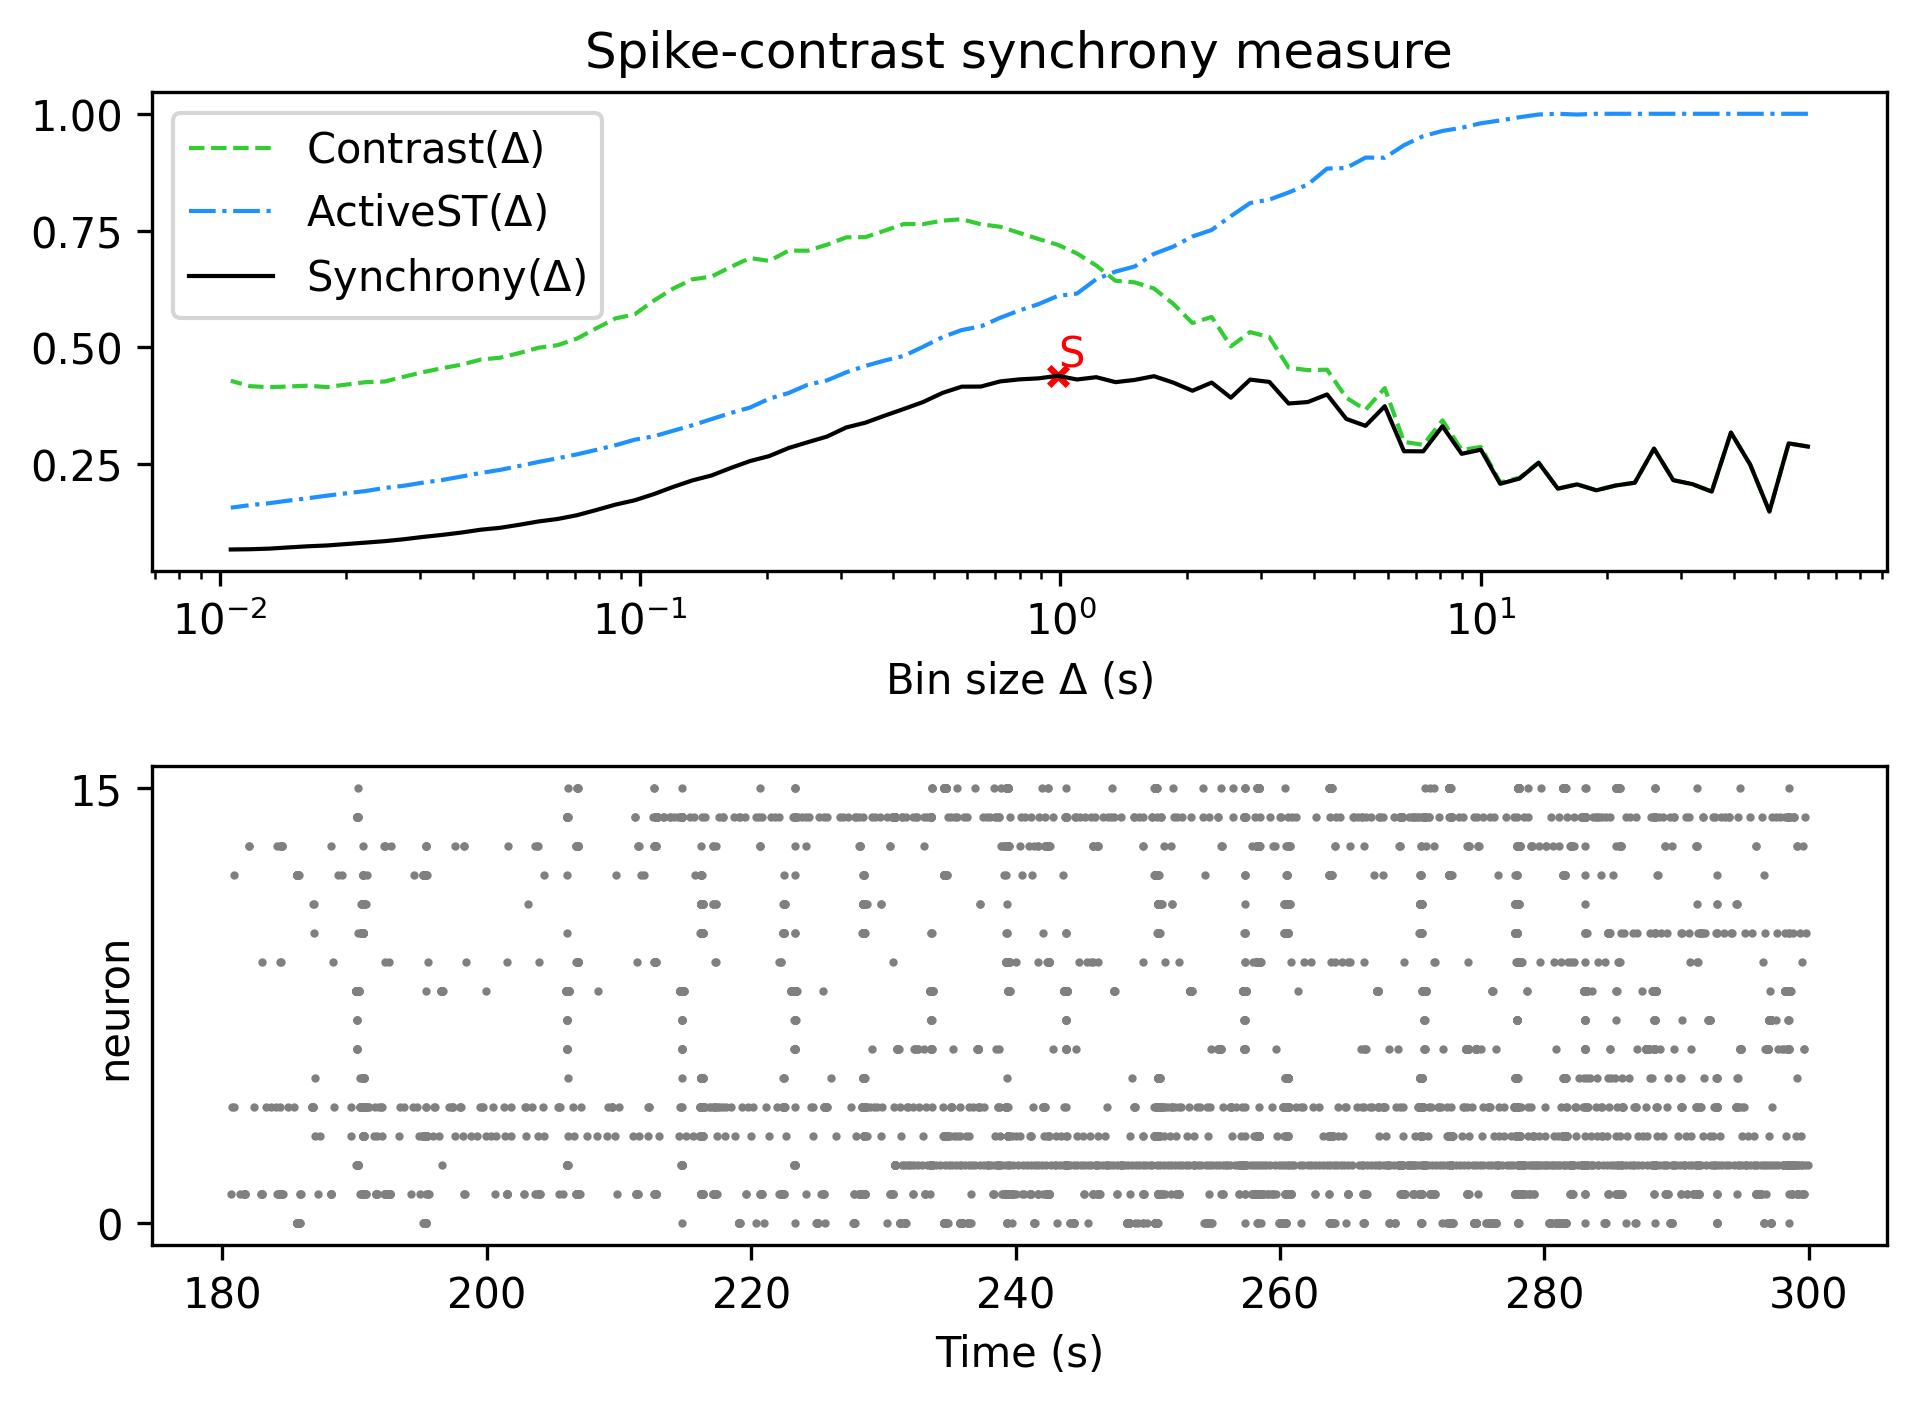 Spike-contrast synchrony measure
1.00
0.75
0.50
0.25
Contrast(Δ)
ActiveST(Δ)
Synchrony(Δ)
S
10⁻² 10⁻¹ 10⁰ 10¹
Bin size Δ (s)
15
0
neuron
180 200 220 240 260 280 300
Time (s)